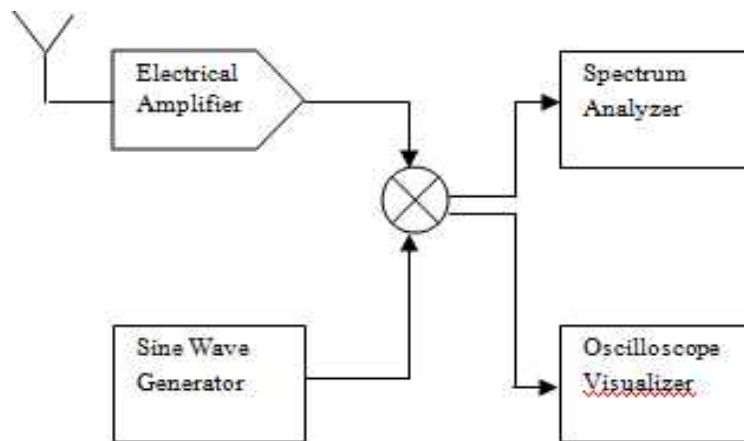 Electrical
Amplifier
Spectrum
Analyzer
Sine Wave
Generator
Oscilloscope
Visualizer